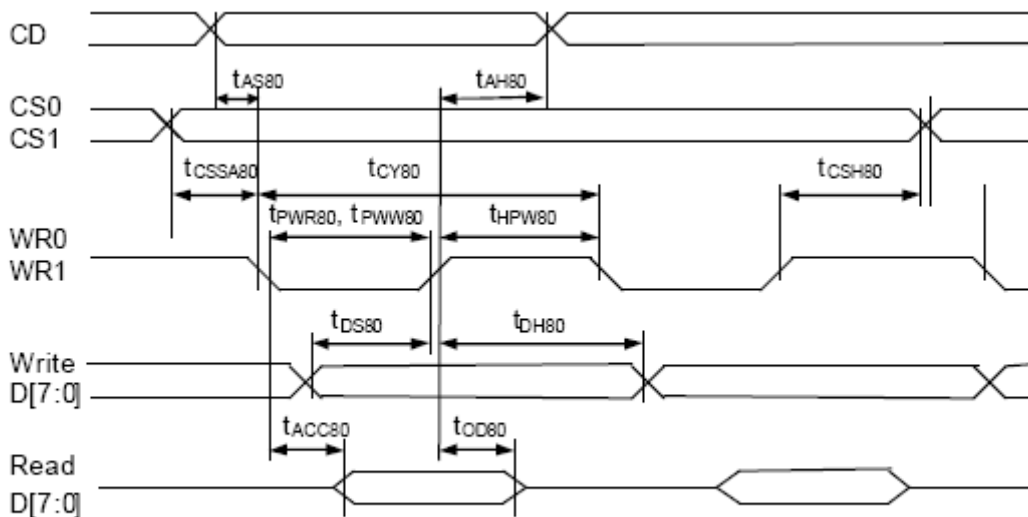 CD
tAS80 tAH80
CS0
CS1
tCSSA80 tCY80 tCSH80
tPWR80, tPWW80 tHPW80
WR0
WR1
tDS80 tDH80
Write
D[7:0]
tACC80 tOD80
Read
D[7:0]